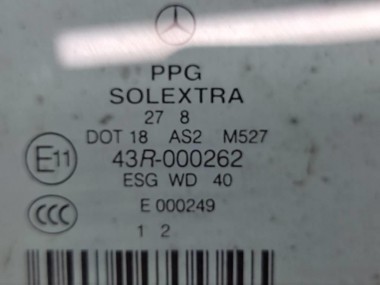 PPG
SOLEXTRA
27 8
DOT 18 AS2 M527
E11 43R-000262
ESG WD 40
CCC E 000249
1 2